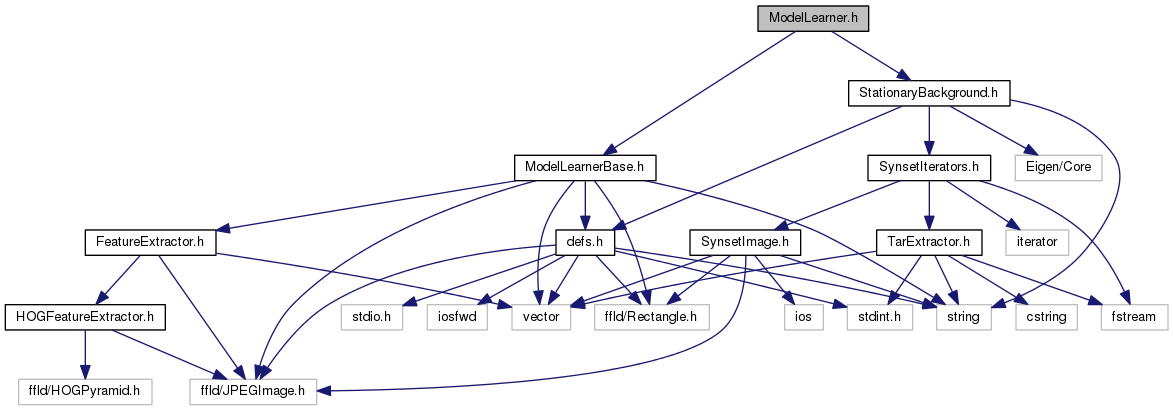 ModelLearner.h
StationaryBackground.h
ModelLearnerBase.h
SynsetIterators.h
Eigen/Core
FeatureExtractor.h
defs.h
SynsetImage.h
TarExtractor.h
iterator
HOGFeatureExtractor.h
stdio.h
iosfwd
vector
ffld/Rectangle.h
ios
stdint.h
string
cstring
fstream
ffld/HOGPyramid.h
ffld/JPEGImage.h